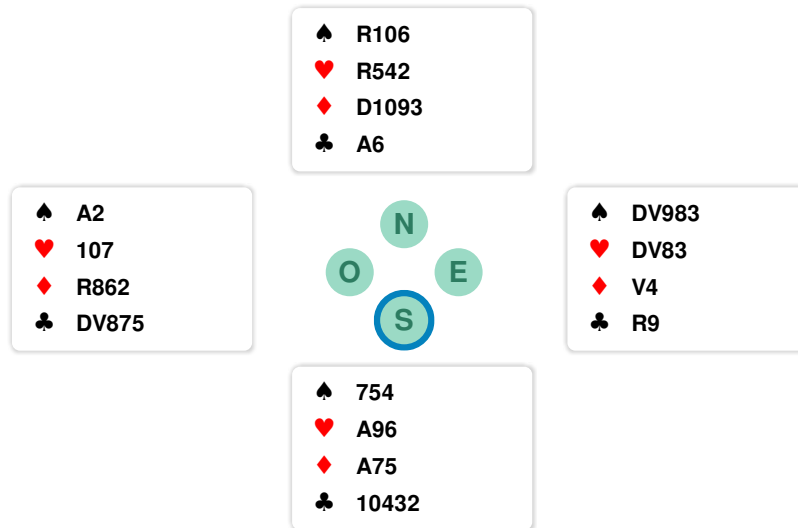 ♠ R106
♥ R542
♦ D1093
♣ A6
♠ A2
♥ 107
♦ R862
♣ DV875
N
O E
S
♠ DV983
♥ DV83
♦ V4
♣ R9
♠ 754
♥ A96
♦ A75
♣ 10432